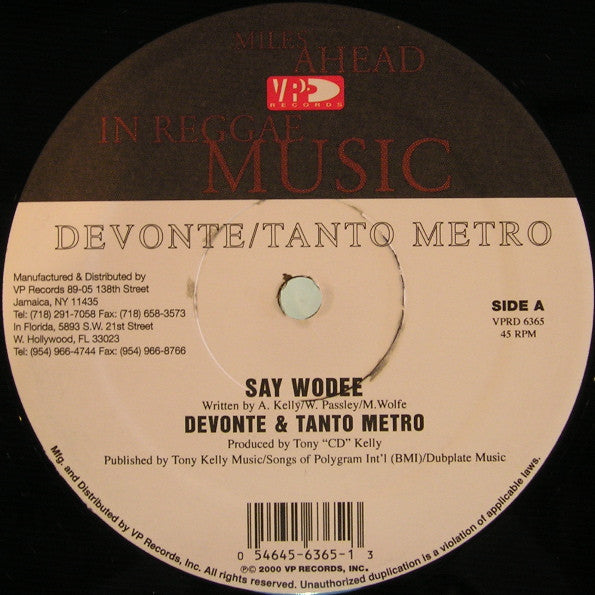 MILES
AHEAD
VP
RECORDS
IN REGGAE
MUSIC
DEVONTE/TANTO METRO
Manufactured & Distributed by
VP Records 89-05 138th Street
Jamaica, NY 11435
Tel: (718) 291-7058 Fax: (718) 658-3573
In Florida, 5893 S.W. 21st Street
W. Hollywood, FL 33023
Tel: (954) 966-4744 Fax: (954) 966-8766
SIDE A
VPRD 6365
45 RPM
SAY WODEE
Written by A. Kelly/W. Passley/M.Wolfe
DEVONTE & TANTO METRO
Produced by Tony "CD" Kelly
Published by Tony Kelly Music/Songs of Polygram Int'l (BMI)/Dubplate Music
0 54645-6365-1 3
℗© 2000 VP RECORDS, INC.
Mfg. and Distributed by VP Records, Inc. All rights reserved. Unauthorized duplication is a violation of applicable laws.